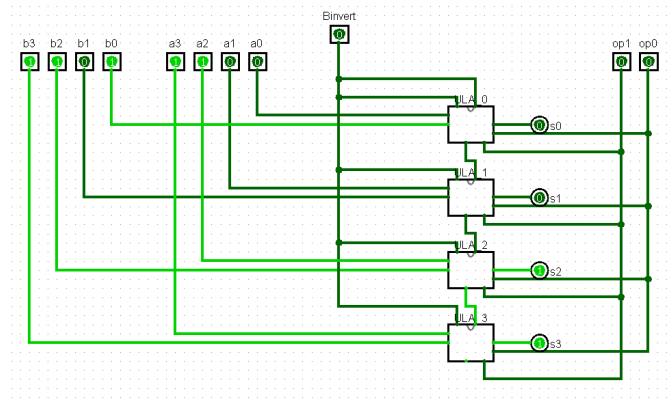 Binvert
b3 b2 b1 b0 a3 a2 a1 a0 op1 op0
1 1 0 1 1 1 0 0 0 0 0
ULA_0
0 s0
ULA_1
0 s1
ULA_2
1 s2
ULA_3
1 s3